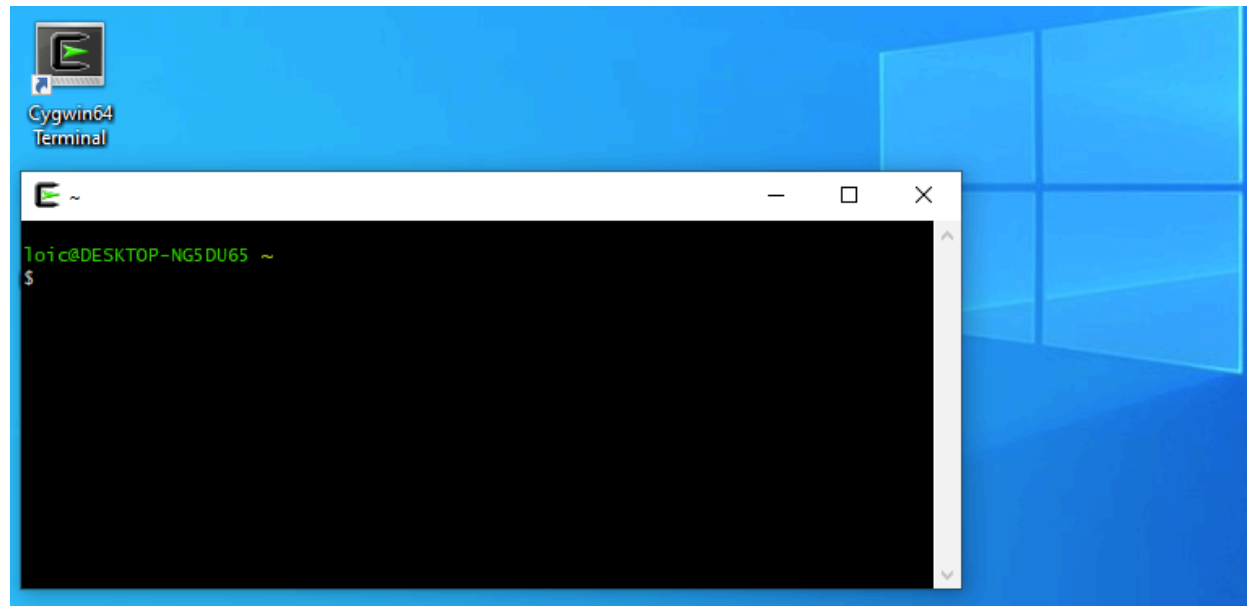 Cygwin64
Terminal
~
loic@DESKTOP-NG5DU65 ~
$